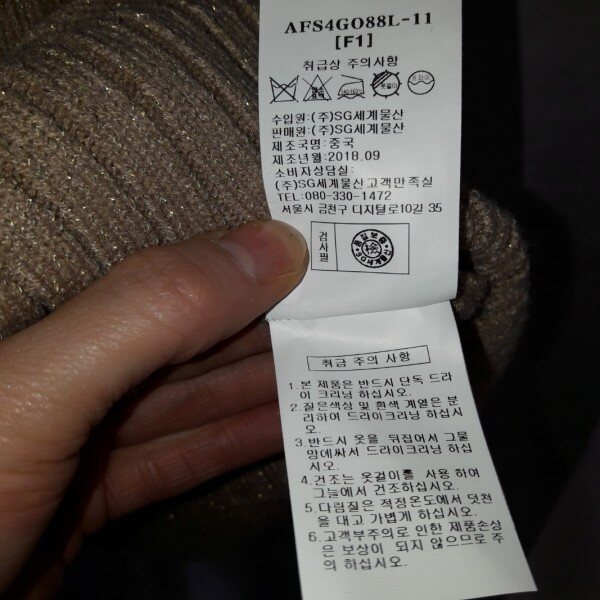 AFS4GO88L-11
[F1]
취급상 주의사항
수입원:(주)SG세계물산
판매원:(주)SG세계물산
제조국명:중국
제조년월:2018.09
소비자상담실:
(주)SG세계물산고객만족실
TEL:080-330-1472
서울시 금천구 디지털로10길 35
검사필
檢
취급 주의 사항
1.본 제품은 반드시 단독 드라
이 크리닝 하십시오.
2.짙은색상 및 흰색 계열은 분
리하여 드라이크리닝 하십시
오.
3.반드시 옷을 뒤집어서 그물
망에싸서 드라이크리닝 하십
시오.
4.건조는 옷걸이를 사용 하여
그늘에서 건조하십시오.
5.다림질은 적정온도에서 덧천
을 대고 가볍게 하십시오.
6.고객부주의로 인한 제품손상
은 보상이 되지 않으므로 주
의 하십시오.